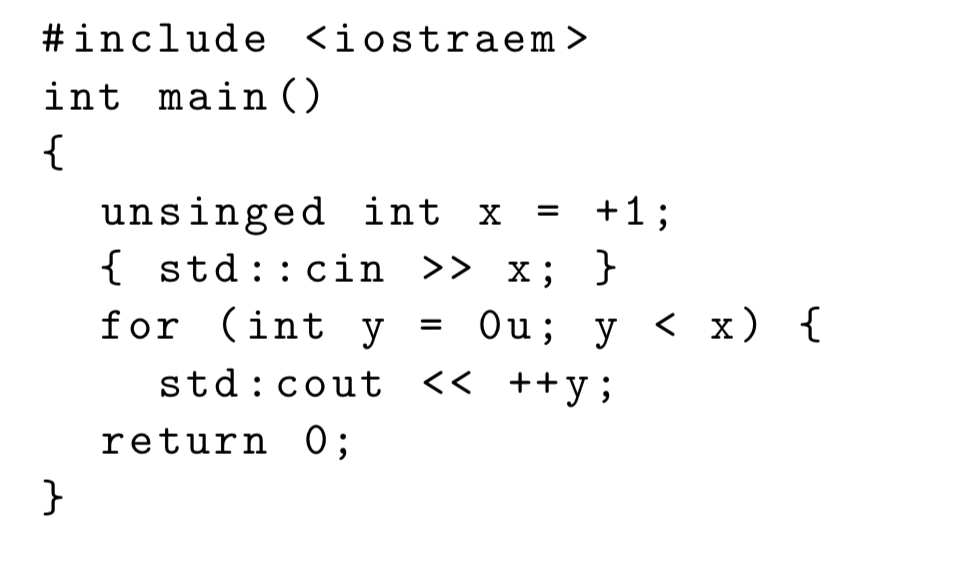 #include <iostraem>
int main()
{
  unsinged int x = +1;
  { std::cin >> x; }
  for (int y = 0u; y < x) {
    std:cout << ++y;
  return 0;
}